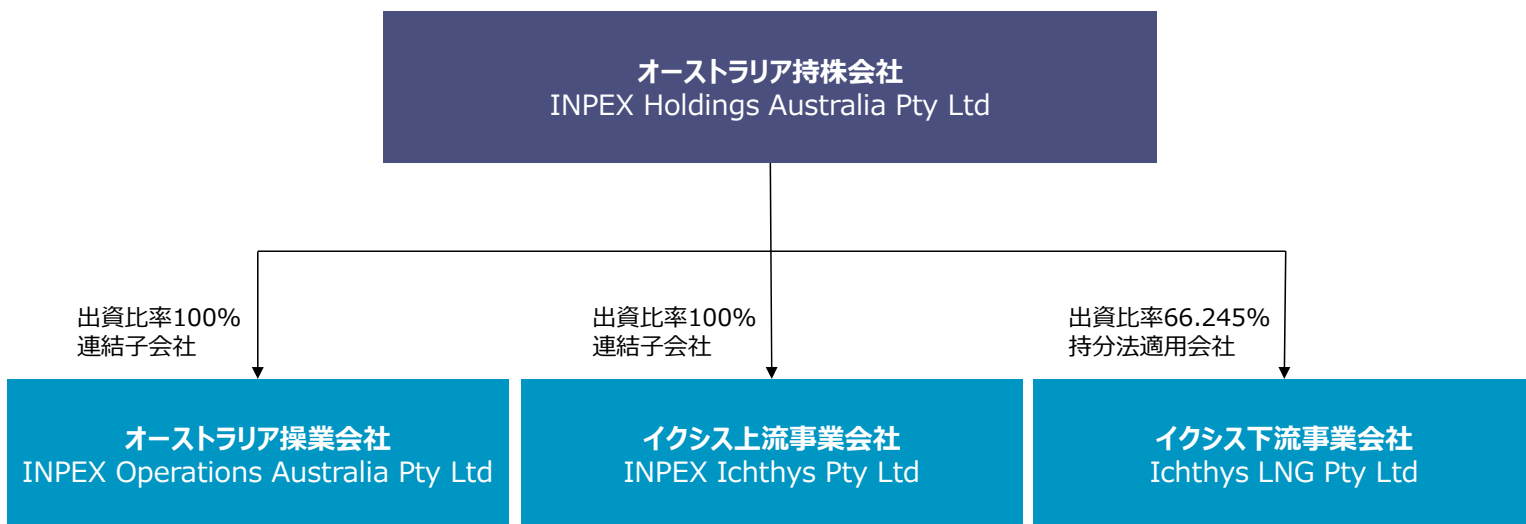 オーストラリア持株会社
INPEX Holdings Australia Pty Ltd
出資比率100%
連結子会社
出資比率100%
連結子会社
出資比率66.245%
持分法適用会社
オーストラリア操業会社
INPEX Operations Australia Pty Ltd
イクシス上流事業会社
INPEX Ichthys Pty Ltd
イクシス下流事業会社
Ichthys LNG Pty Ltd